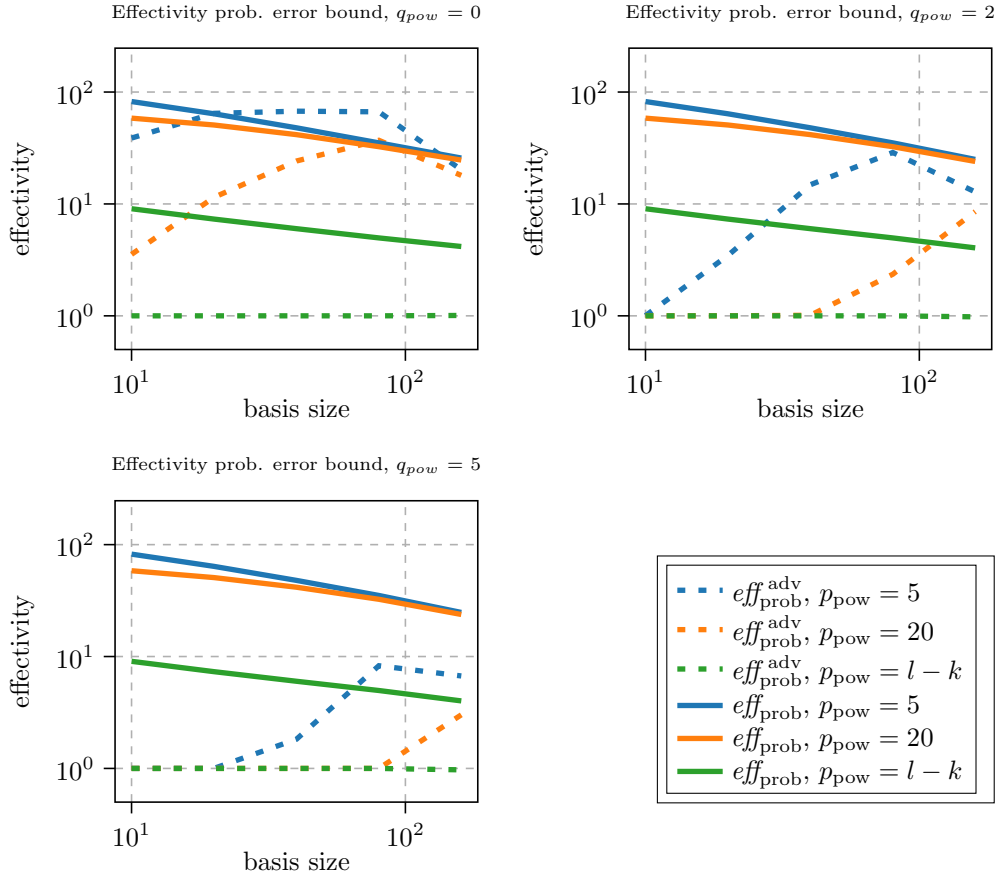 Effectivity prob. error bound, q_pow = 0
10^2
10^1
10^0
effectivity
10^1 10^2
basis size
Effectivity prob. error bound, q_pow = 2
10^2
10^1
10^0
effectivity
10^1 10^2
basis size
Effectivity prob. error bound, q_pow = 5
10^2
10^1
10^0
effectivity
10^1 10^2
basis size
eff_prob^adv, p_pow = 5
eff_prob^adv, p_pow = 20
eff_prob^adv, p_pow = l − k
eff_prob, p_pow = 5
eff_prob, p_pow = 20
eff_prob, p_pow = l − k